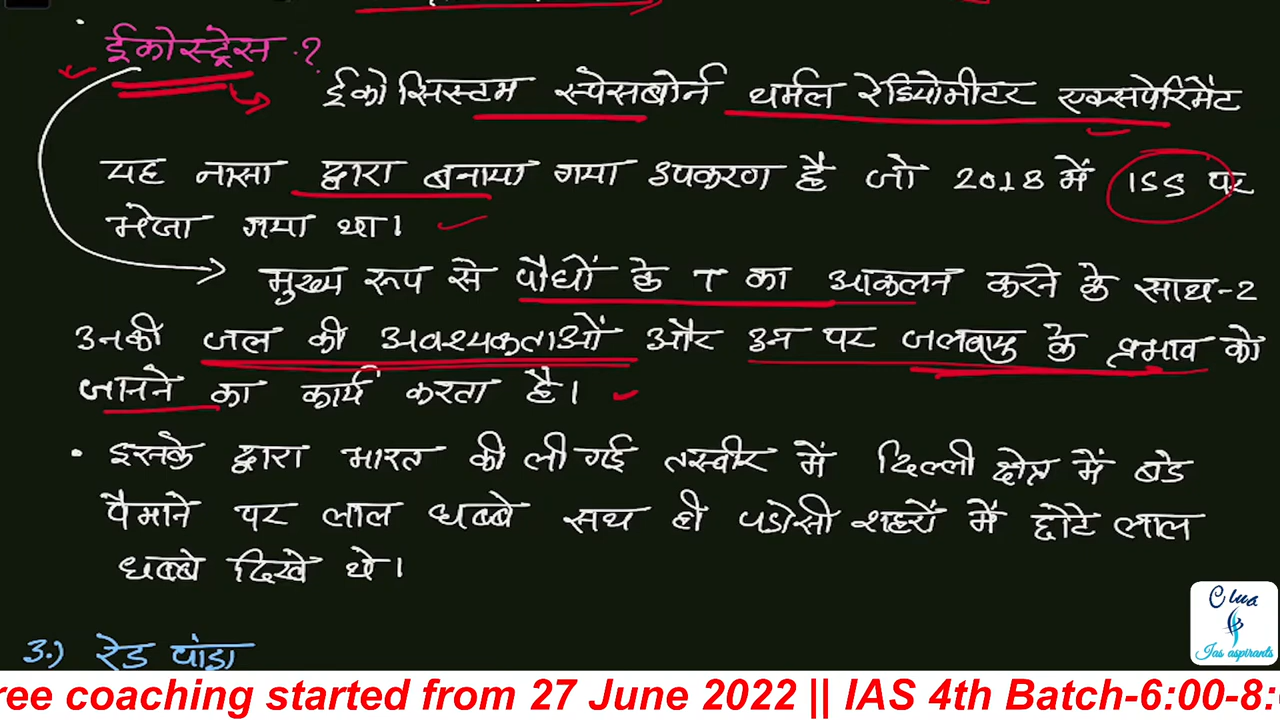 ईकोस्ट्रेस ?
ईको सिस्टम स्पेसबोर्न थर्मल रेडियोमीटर एक्सपेरिमेंट
यह नासा द्वारा बनाया गया उपकरण है जो 2018 में ISS पर
भेजा गया था।
मुख्य रूप से पौधों के T का आकलन करने के साथ-2
उनकी जल की अवश्यकताओं और उन पर जलवायु के प्रभाव को
जानने का कार्य करता है।
• इसके द्वारा भारत की ली गई तस्वीर में दिल्ली क्षेत्र में बडे
पैमाने पर लाल धब्बे सथ ही पडोसी शहरों में छोटे लाल
धब्बे दिखे थे।
3.) रेड पांडा
Clue
Ias aspirants
ree coaching started from 27 June 2022 || IAS 4th Batch-6:00-8: